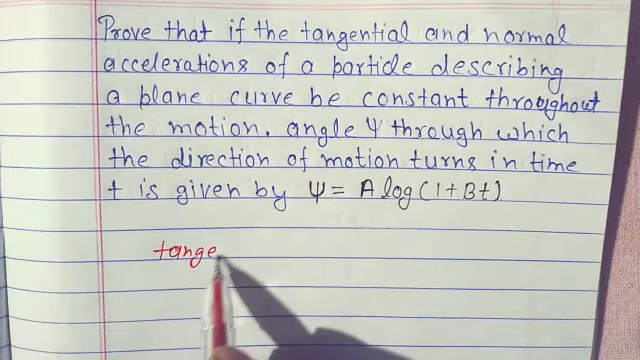 Prove that if the tangential and normal
accelerations of a particle describing
a plane curve be constant throughout
the motion. angle Ψ through which
the direction of motion turns in time
t is given by Ψ = A log(1+Bt)
tange